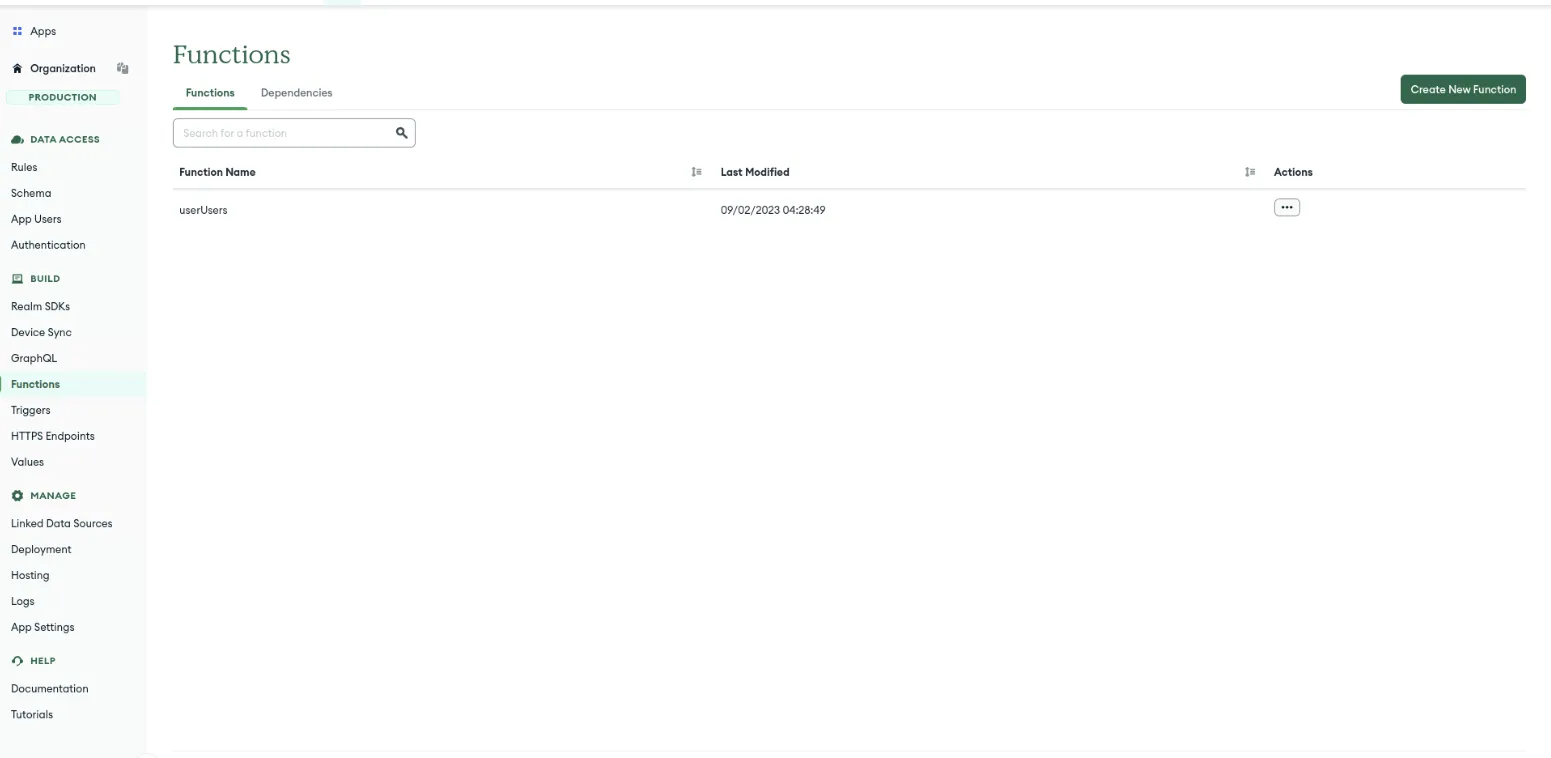 Apps
Organization
PRODUCTION
DATA ACCESS
Rules
Schema
App Users
Authentication
BUILD
Realm SDKs
Device Sync
GraphQL
Functions
Triggers
HTTPS Endpoints
Values
MANAGE
Linked Data Sources
Deployment
Hosting
Logs
App Settings
HELP
Documentation
Tutorials
Functions
Functions Dependencies
Create New Function
Search for a function
Function Name Last Modified Actions
userUsers 09/02/2023 04:28:49